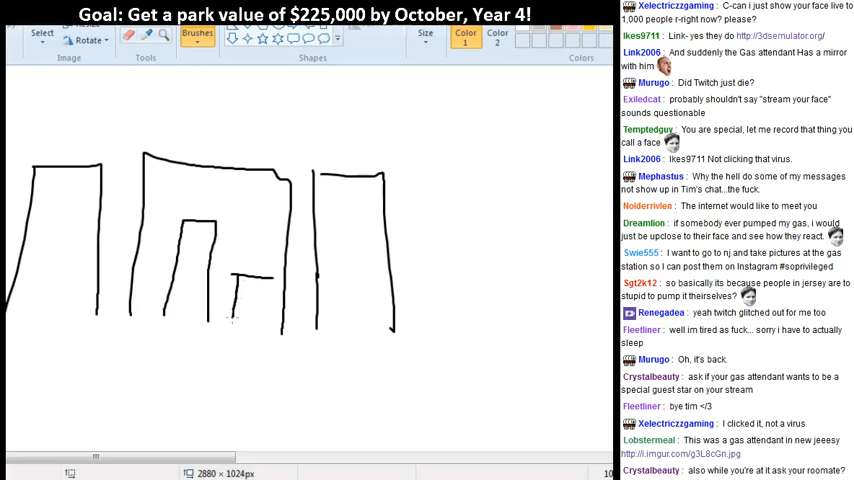 Goal: Get a park value of $225,000 by October, Year 4!
Select
Rotate
Image
Tools
Brushes
Shapes
Size
Color
1
Color
2
Colors
2880 × 1024px
Xelectriczzgaming : C-can i just show your face live to
1,000 people r-right now? please?
Ikes9711 : Link- yes they do http://3dsemulator.org/
Link2006 : And suddenly the Gas attendant Has a mirror
with him
Murugo : Did Twitch just die?
Exiledcat : probably shouldn't say "stream your face"
sounds questionable
Temptedguy : You are special, let me record that thing you
call a face
Link2006 : Ikes9711 Not clicking that virus.
Mephastus : Why the hell do some of my messages
not show up in Tim's chat...the fuck.
Nolderrivlen : The internet would like to meet you
Dreamlion : if somebody ever pumped my gas, i would
just be upclose to their face and see how they react.
Swie555 : I want to go to nj and take pictures at the gas
station so I can post them on Instagram #soprivileged
Sgt2k12 : so basically its because people in jersey are to
stupid to pump it theirselves?
Renegadea : yeah twitch glitched out for me too
Fleetliner : well im tired as fuck... sorry i have to actually
sleep
Murugo : Oh, it's back.
Crystalbeauty : ask if your gas attendant wants to be a
special guest star on your stream
Fleetliner : bye tim </3
Xelectriczzgaming : I clicked it, not a virus
Lobstermeal : This was a gas attendant in new jeeesy
http://i.imgur.com/g3L8cGn.jpg
Crystalbeauty : also while you're at it ask your roomate?